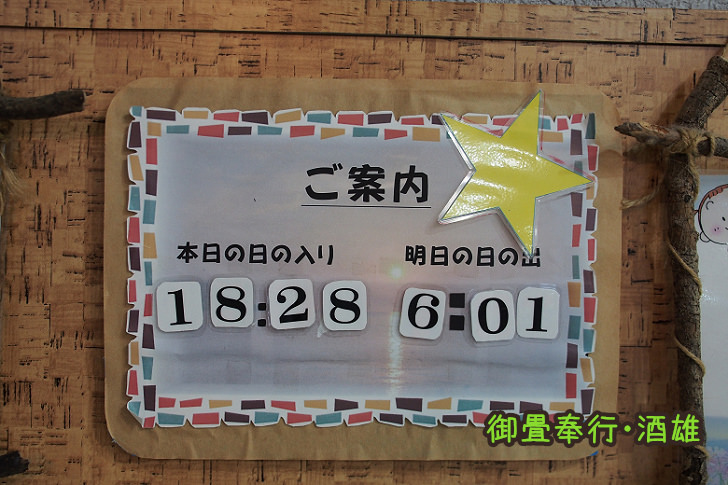 ご案内
本日の日の入り
18:28
明日の日の出
6:01
御畳奉行・酒雄